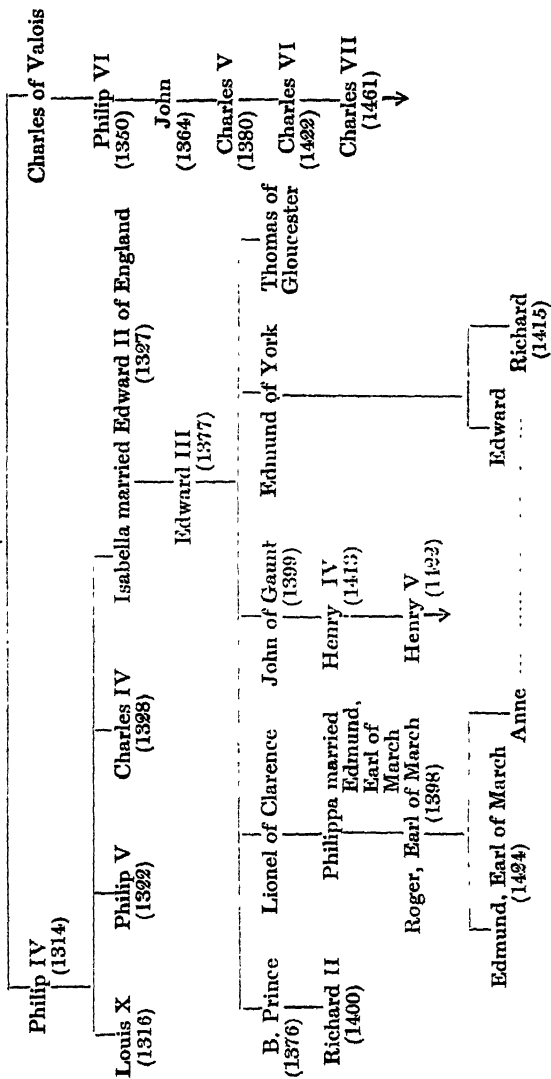 Philip IV
(1314)
Charles of Valois
Louis X
(1316)
Philip V
(1322)
Charles IV
(1328)
Isabella married Edward II of England
(1327)
Philip VI
(1350)
John
(1364)
Charles V
(1380)
Charles VI
(1422)
Charles VII
(1461)
Edward III
(1377)
B. Prince
(1376)
Lionel of Clarence
John of Gaunt
(1399)
Edmund of York
Thomas of
Gloucester
Richard II
(1400)
Philippa married
Edmund,
Earl of
March
Henry IV
(1413)
Roger, Earl of March
(1398)
Henry V
(1422)
Edmund, Earl of March
(1424)
Anne
Edward
Richard
(1415)